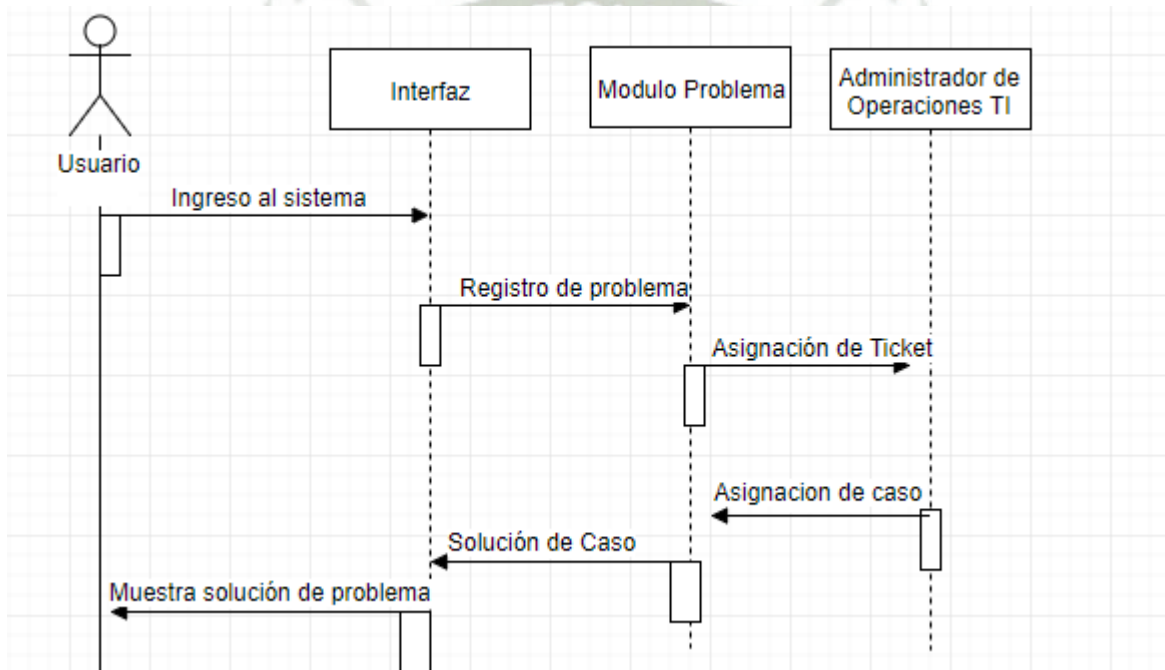 Usuario
Interfaz
Modulo Problema
Administrador de
Operaciones TI
Ingreso al sistema
Registro de problema
Asignación de Ticket
Asignacion de caso
Solución de Caso
Muestra solución de problema